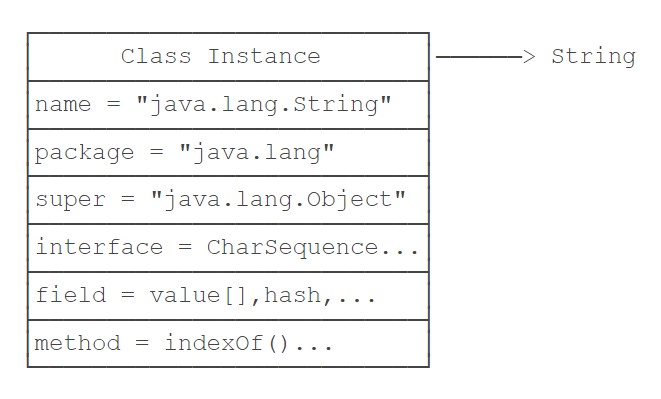 Class Instance ──────> String
name = "java.lang.String"
package = "java.lang"
super = "java.lang.Object"
interface = CharSequence...
field = value[],hash,...
method = indexOf()...